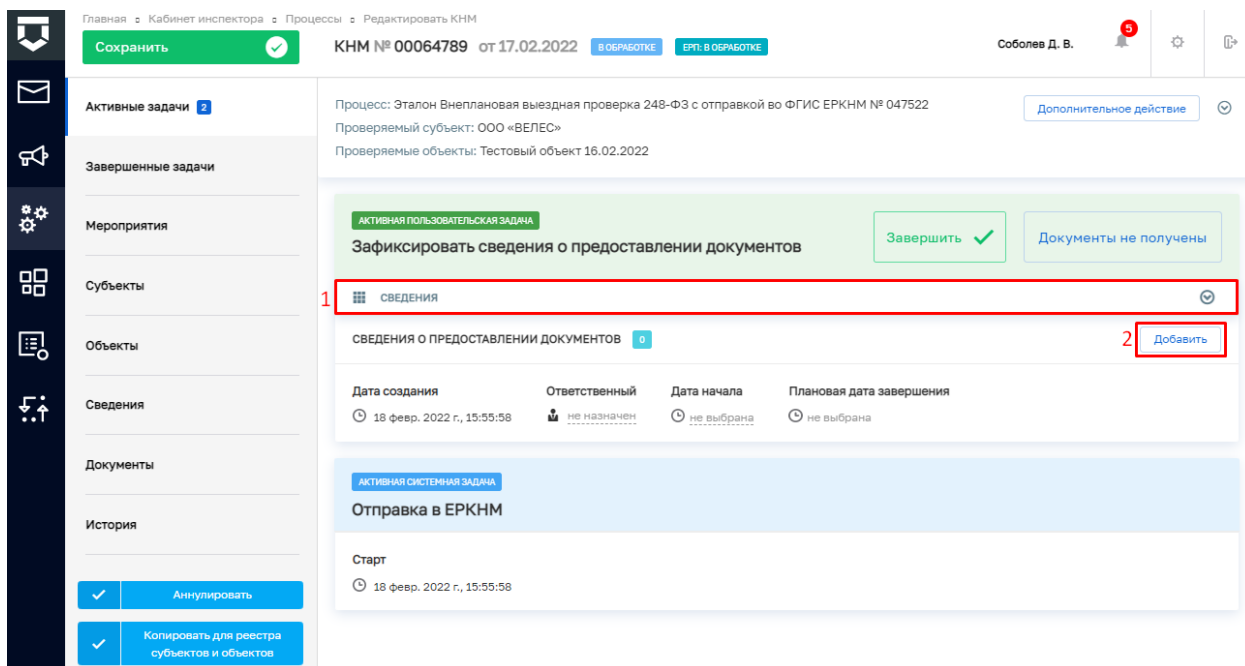 Главная Кабинет инспектора Процессы Редактировать КНМ
Сохранить
КНМ № 00064789 от 17.02.2022 В ОБРАБОТКЕ ЕРП: В ОБРАБОТКЕ
Соболев Д. В.
5
Активные задачи 2
Завершенные задачи
Мероприятия
Субъекты
Объекты
Сведения
Документы
История
Аннулировать
Копировать для реестра
субъектов и объектов
Процесс: Эталон Внеплановая выездная проверка 248-ФЗ с отправкой во ФГИС ЕРКНМ № 047522
Проверяемый субъект: ООО «ВЕЛЕС»
Проверяемые объекты: Тестовый объект 16.02.2022
Дополнительное действие
АКТИВНАЯ ПОЛЬЗОВАТЕЛЬСКАЯ ЗАДАЧА
Зафиксировать сведения о предоставлении документов
Завершить
Документы не получены
1 СВЕДЕНИЯ
СВЕДЕНИЯ О ПРЕДОСТАВЛЕНИИ ДОКУМЕНТОВ 0
2 Добавить
Дата создания Ответственный Дата начала Плановая дата завершения
18 февр. 2022 г., 15:55:58 не назначен не выбрана не выбрана
АКТИВНАЯ СИСТЕМНАЯ ЗАДАЧА
Отправка в ЕРКНМ
Старт
18 февр. 2022 г., 15:55:58